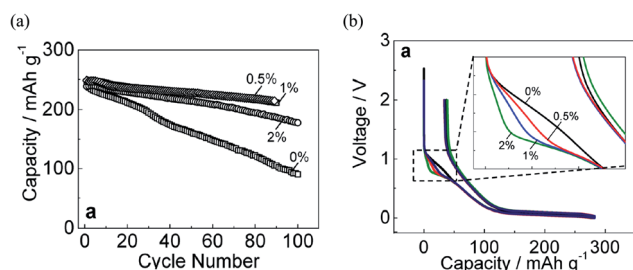 (a)
300
250
200
150
100
50
0
0 20 40 60 80 100
Capacity / mAh g⁻¹
Cycle Number
0.5%
1%
2%
0%
a
(b)
a
3
2
1
0
0 100 200 300
Voltage / V
Capacity / mAh g⁻¹
0%
0.5%
2%
1%